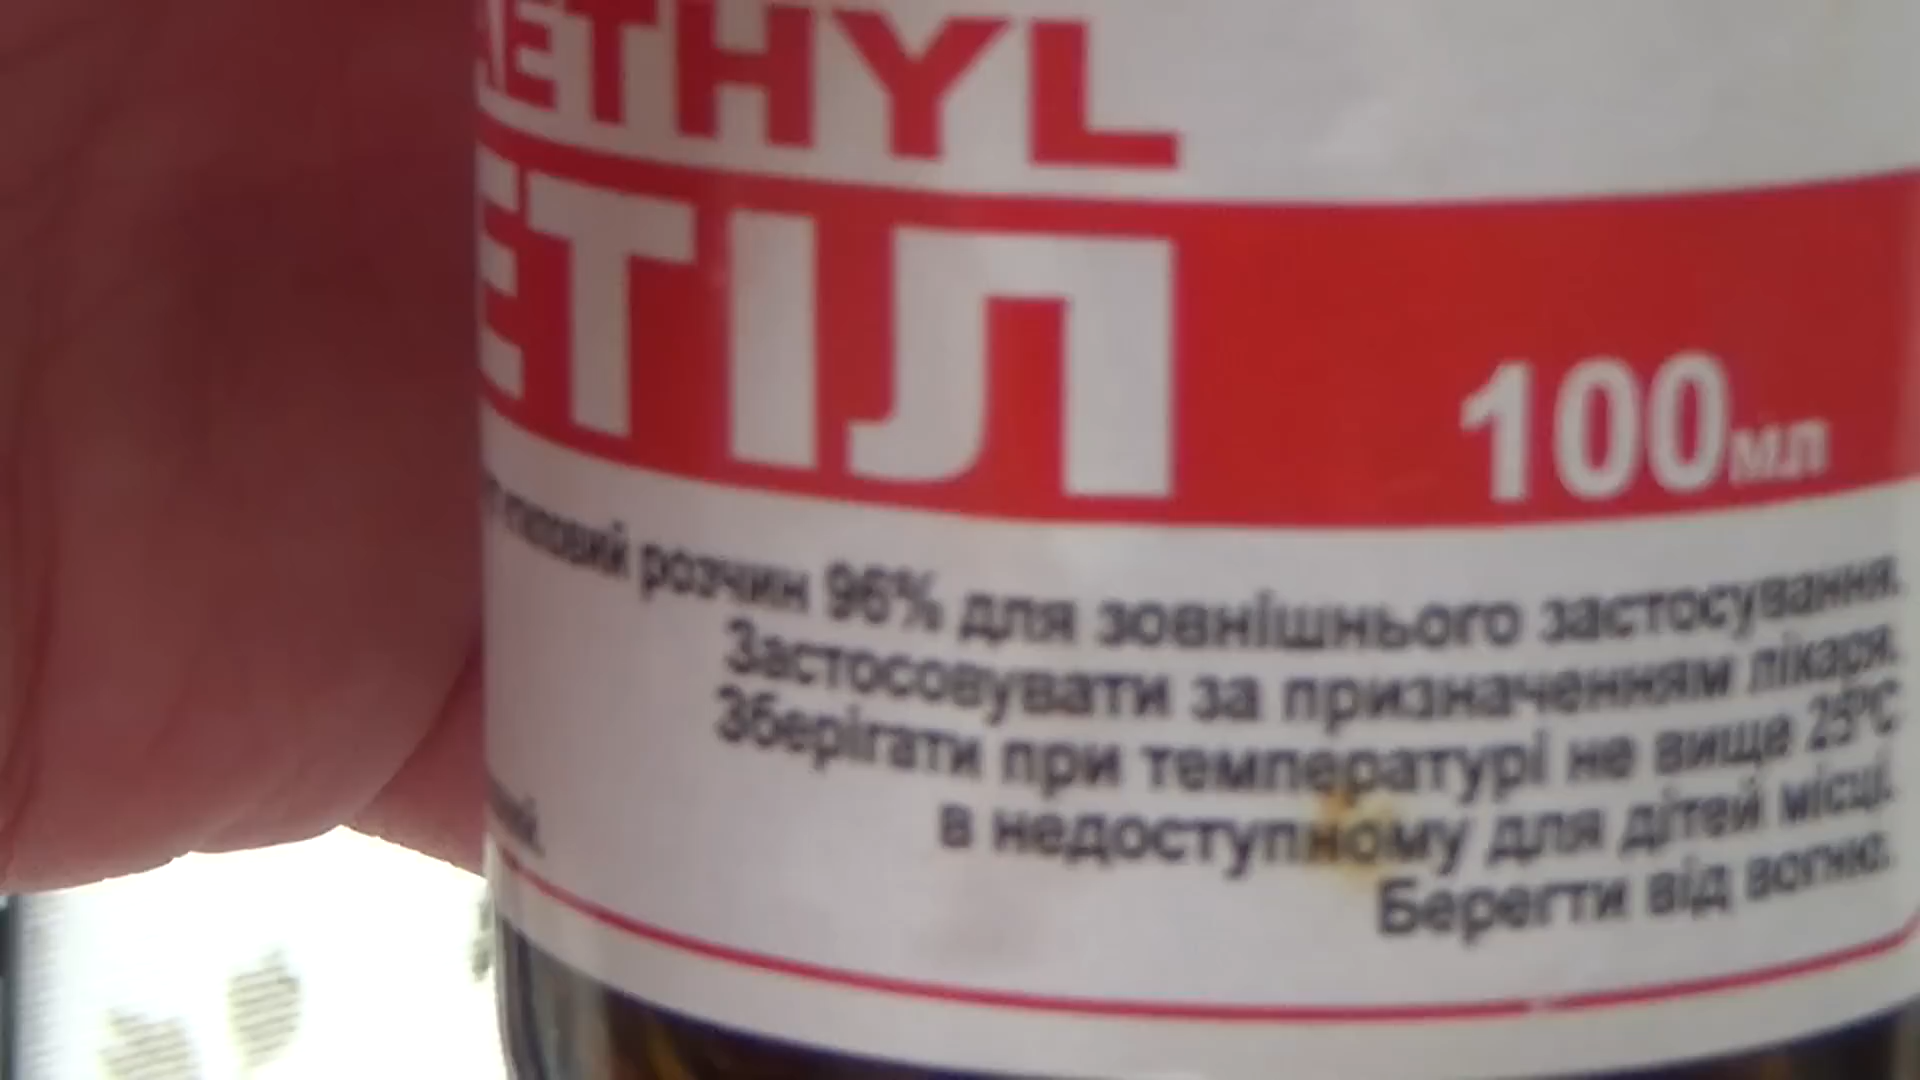 AETHYL
ЕТІЛ
100мл
розчин 96% для зовнішнього застосування.
Застосовувати за призначенням лікаря.
Зберігати при температурі не вище 25°С
в недоступному для дітей місці.
Берегти від вогню.